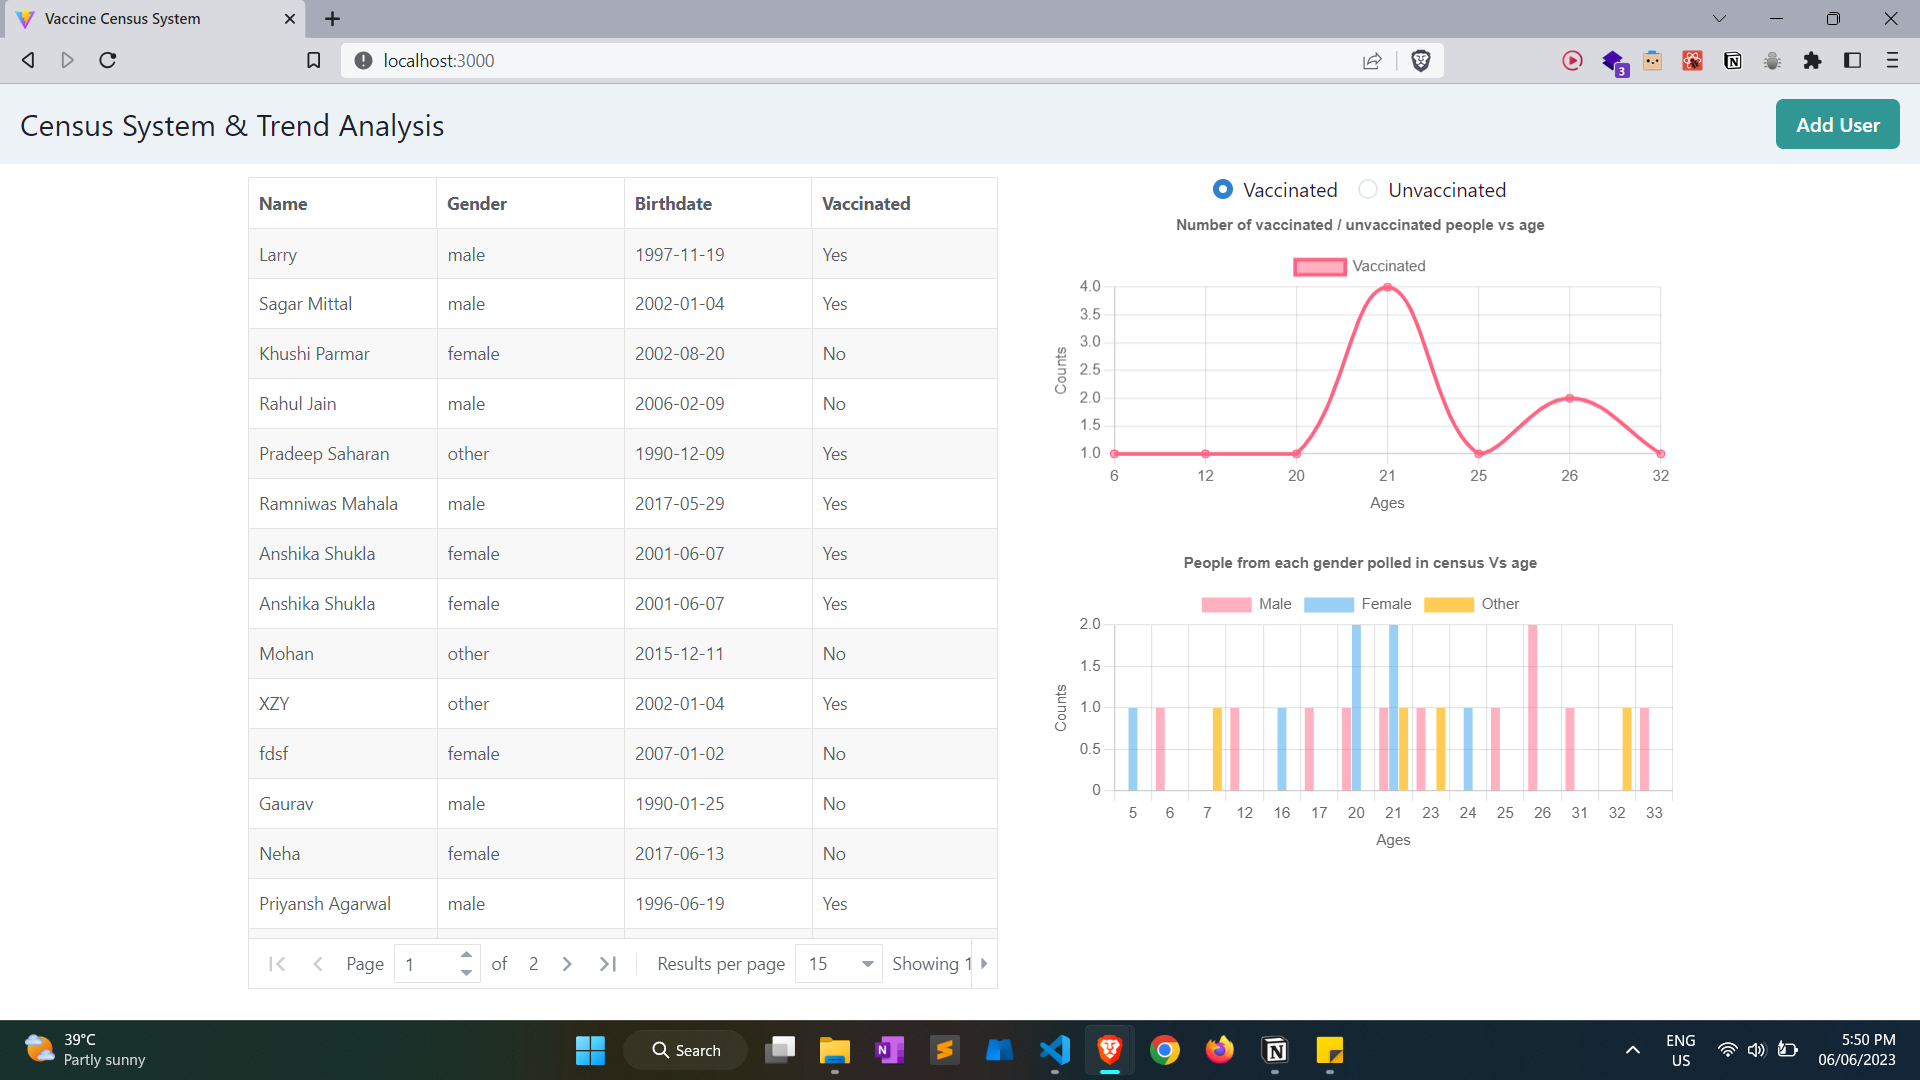 Vaccine Census System
localhost:3000
3
Census System & Trend Analysis
Add User
Name Gender Birthdate Vaccinated
Larry male 1997-11-19 Yes
Sagar Mittal male 2002-01-04 Yes
Khushi Parmar female 2002-08-20 No
Rahul Jain male 2006-02-09 No
Pradeep Saharan other 1990-12-09 Yes
Ramniwas Mahala male 2017-05-29 Yes
Anshika Shukla female 2001-06-07 Yes
Anshika Shukla female 2001-06-07 Yes
Mohan other 2015-12-11 No
XZY other 2002-01-04 Yes
fdsf female 2007-01-02 No
Gaurav male 1990-01-25 No
Neha female 2017-06-13 No
Priyansh Agarwal male 1996-06-19 Yes
Page 1 of 2 Results per page 15 Showing 1
Vaccinated Unvaccinated
Number of vaccinated / unvaccinated people vs age
Vaccinated
4.0
3.5
3.0
2.5
2.0
1.5
1.0
Counts
6 12 20 21 25 26 32
Ages
People from each gender polled in census Vs age
Male Female Other
2.0
1.5
1.0
0.5
0
Counts
5 6 7 12 16 17 20 21 23 24 25 26 31 32 33
Ages
39°C
Partly sunny
Search
ENG
US
5:50 PM
06/06/2023